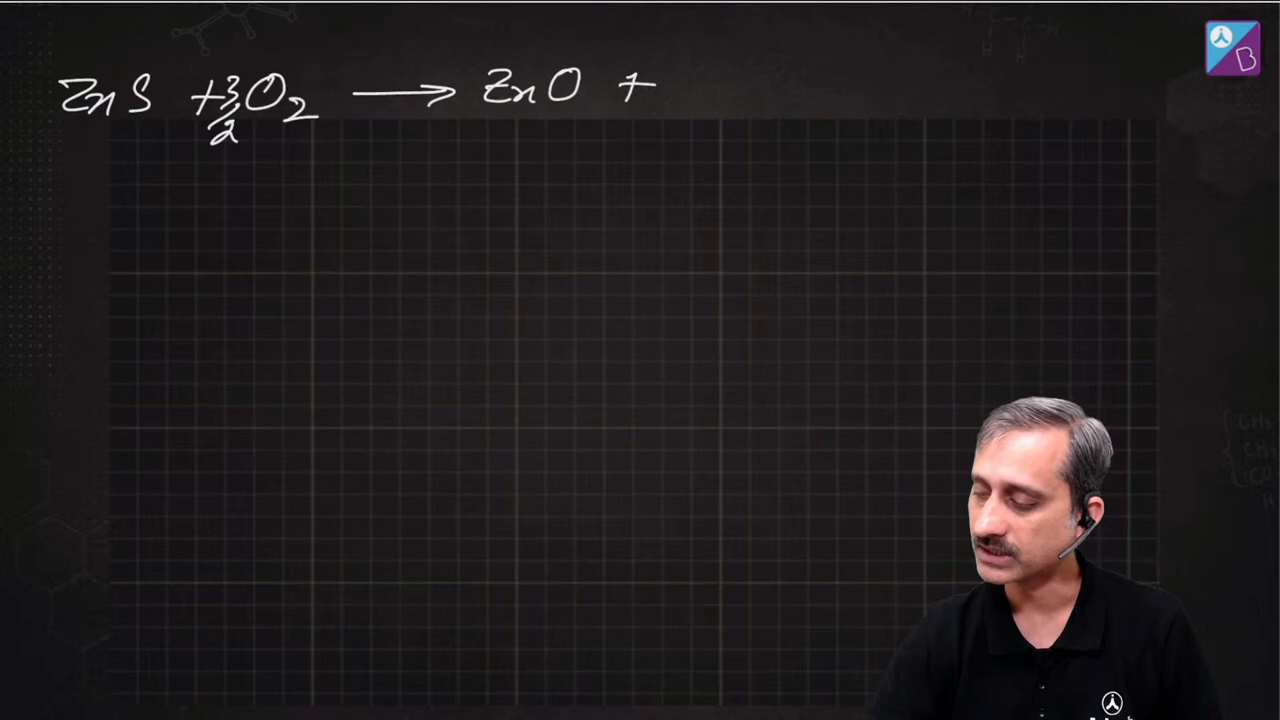 ZnS + 3/2 O₂ ⟶ ZnO +
B